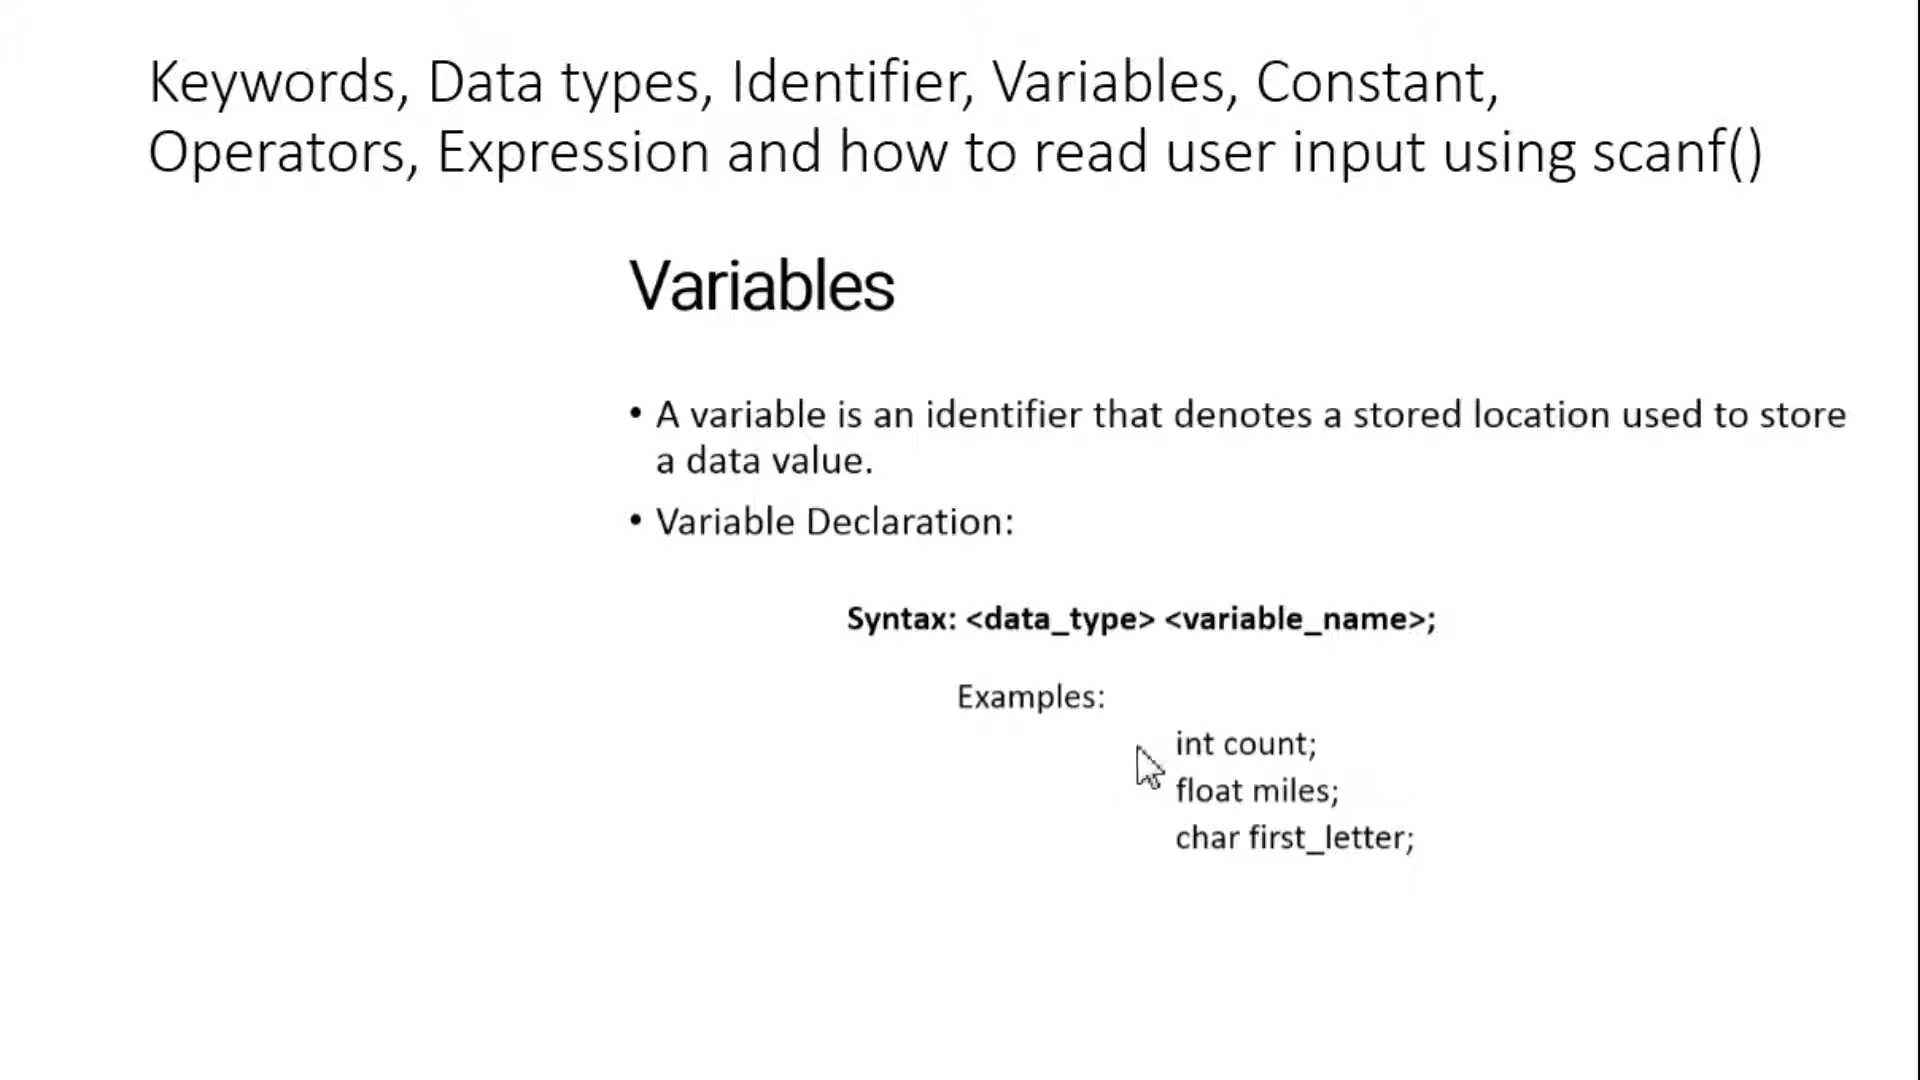 Keywords, Data types, Identifier, Variables, Constant,
Operators, Expression and how to read user input using scanf()
Variables
• A variable is an identifier that denotes a stored location used to store
a data value.
• Variable Declaration:
Syntax: <data_type> <variable_name>;
Examples:
int count;
float miles;
char first_letter;